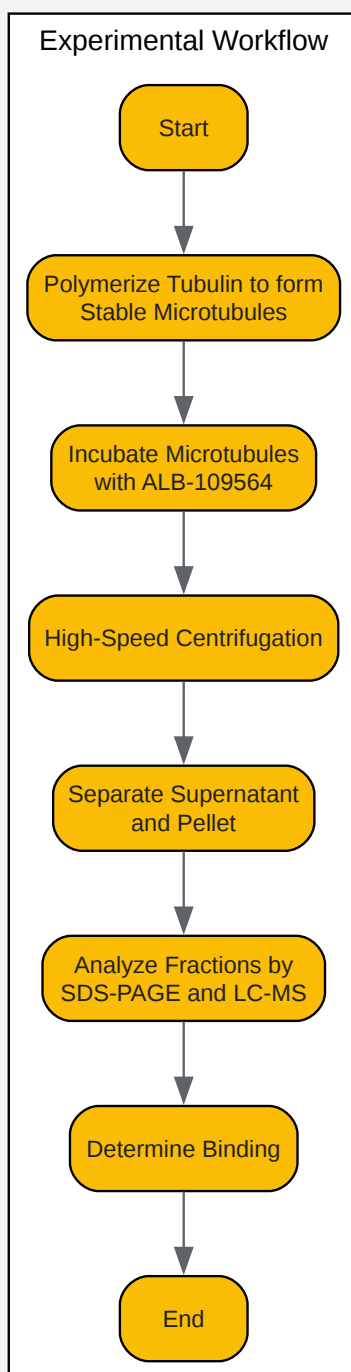 Experimental Workflow
Start
Polymerize Tubulin to form
Stable Microtubules
Incubate Microtubules
with ALB-109564
High-Speed Centrifugation
Separate Supernatant
and Pellet
Analyze Fractions by
SDS-PAGE and LC-MS
Determine Binding
End